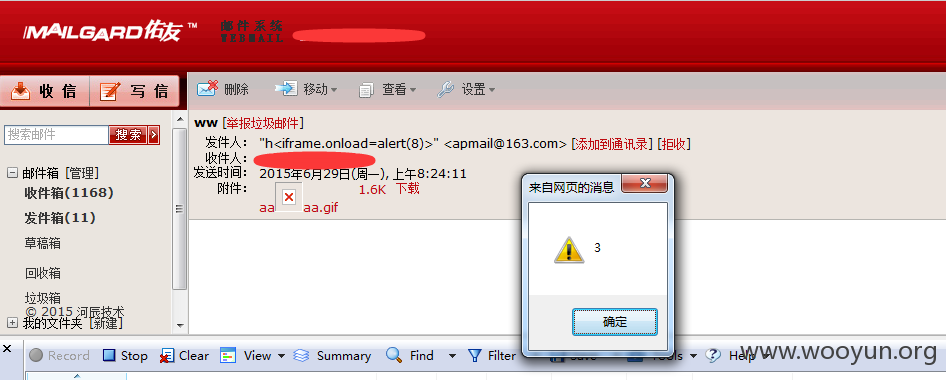 MAILGARD佑友™ 邮件系统
WEBMAIL
收信 写信 删除 移动 查看 设置
ww [举报垃圾邮件]
搜索邮件 搜索
发件人： "h<iframe.onload=alert(8)>" <apmail@163.com> [添加到通讯录] [拒收]
收件人：
发送时间： 2015年6月29日(周一), 上午8:24:11
附件： 1.6K 下载
aa aa.gif
邮件箱 [管理]
收件箱(1168)
发件箱(11)
草稿箱
回收箱
垃圾箱
© 2015 河辰技术
我的文件夹 [新建]
来自网页的消息
3
确定
Record Stop Clear View Summary Find Filter Tools Help
www.wooyun.org